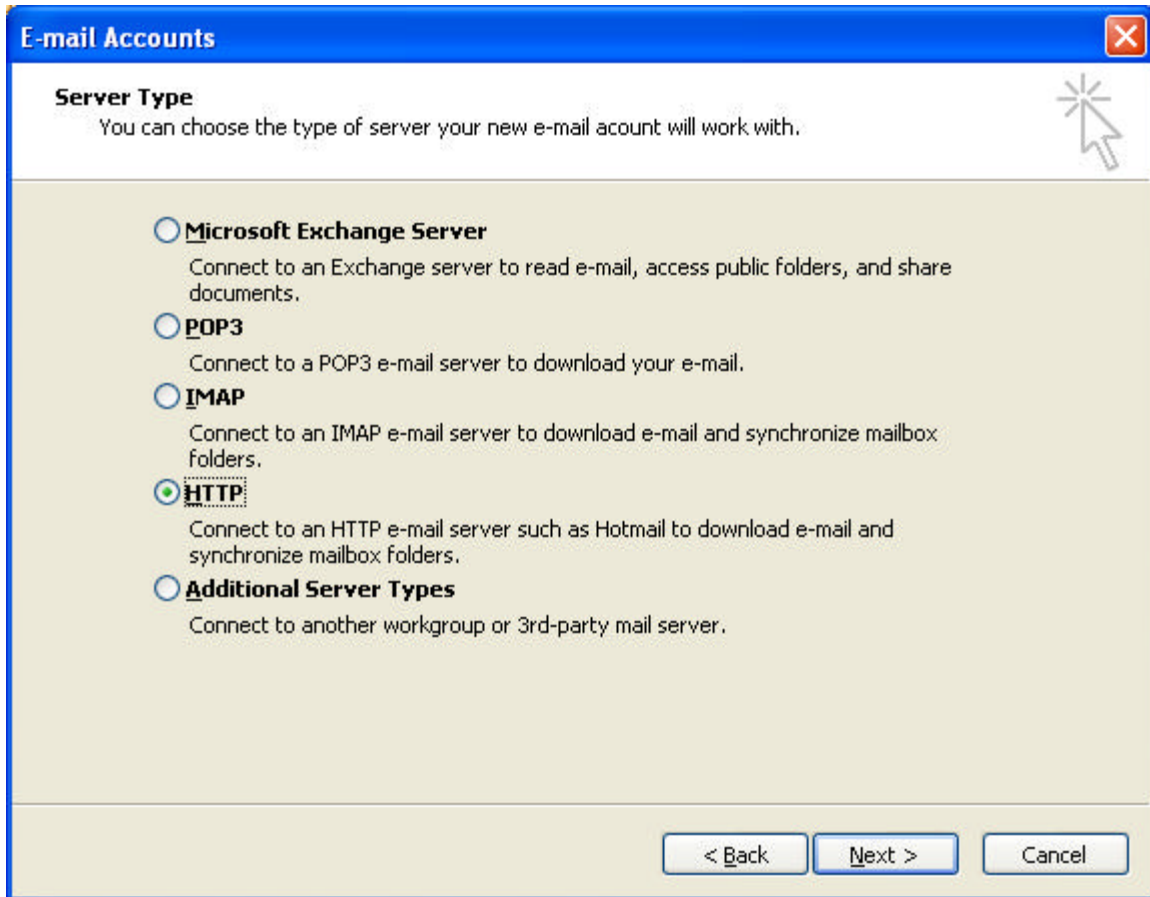 E-mail Accounts
Server Type
You can choose the type of server your new e-mail acount will work with.
Microsoft Exchange Server
Connect to an Exchange server to read e-mail, access public folders, and share
documents.
POP3
Connect to a POP3 e-mail server to download your e-mail.
IMAP
Connect to an IMAP e-mail server to download e-mail and synchronize mailbox
folders.
HTTP
Connect to an HTTP e-mail server such as Hotmail to download e-mail and
synchronize mailbox folders.
Additional Server Types
Connect to another workgroup or 3rd-party mail server.
< Back Next > Cancel